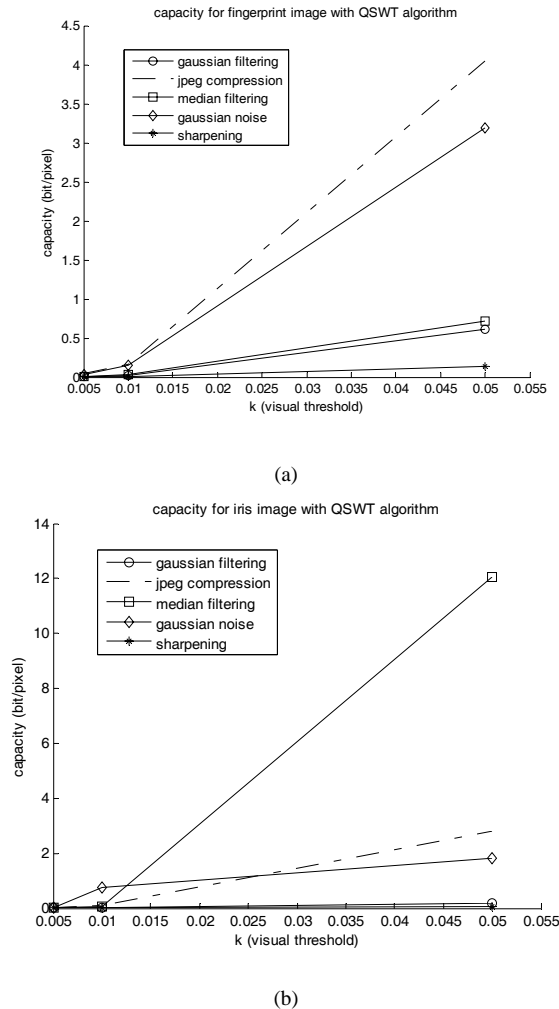 capacity for fingerprint image with QSWT algorithm
4.5
4
3.5
3
2.5
2
1.5
1
0.5
0
capacity (bit/pixel)
gaussian filtering
jpeg compression
median filtering
gaussian noise
sharpening
0.005 0.01 0.015 0.02 0.025 0.03 0.035 0.04 0.045 0.05 0.055
k (visual threshold)
(a)
capacity for iris image with QSWT algorithm
14
12
10
8
6
4
2
0
capacity (bit/pixel)
gaussian filtering
jpeg compression
median filtering
gaussian noise
sharpening
0.005 0.01 0.015 0.02 0.025 0.03 0.035 0.04 0.045 0.05 0.055
k (visual threshold)
(b)